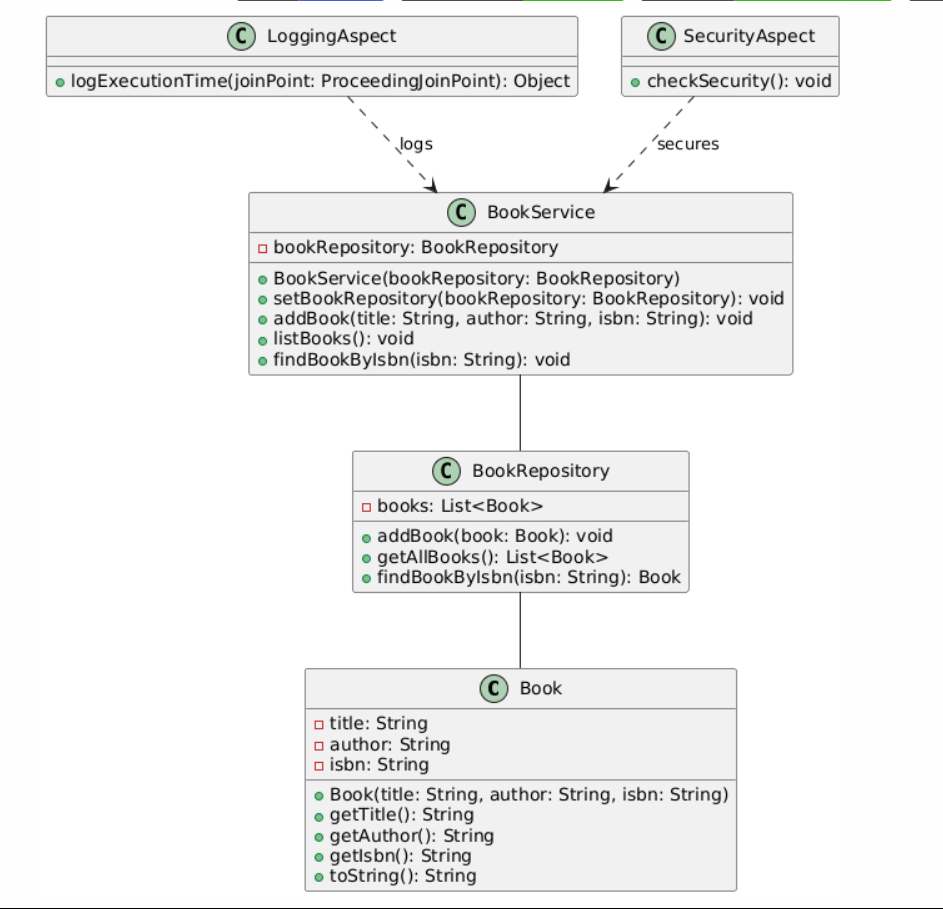 C LoggingAspect
logExecutionTime(joinPoint: ProceedingJoinPoint): Object
C SecurityAspect
checkSecurity(): void
logs
secures
C BookService
bookRepository: BookRepository
BookService(bookRepository: BookRepository)
setBookRepository(bookRepository: BookRepository): void
addBook(title: String, author: String, isbn: String): void
listBooks(): void
findBookByIsbn(isbn: String): void
C BookRepository
books: List<Book>
addBook(book: Book): void
getAllBooks(): List<Book>
findBookByIsbn(isbn: String): Book
C Book
title: String
author: String
isbn: String
Book(title: String, author: String, isbn: String)
getTitle(): String
getAuthor(): String
getIsbn(): String
toString(): String